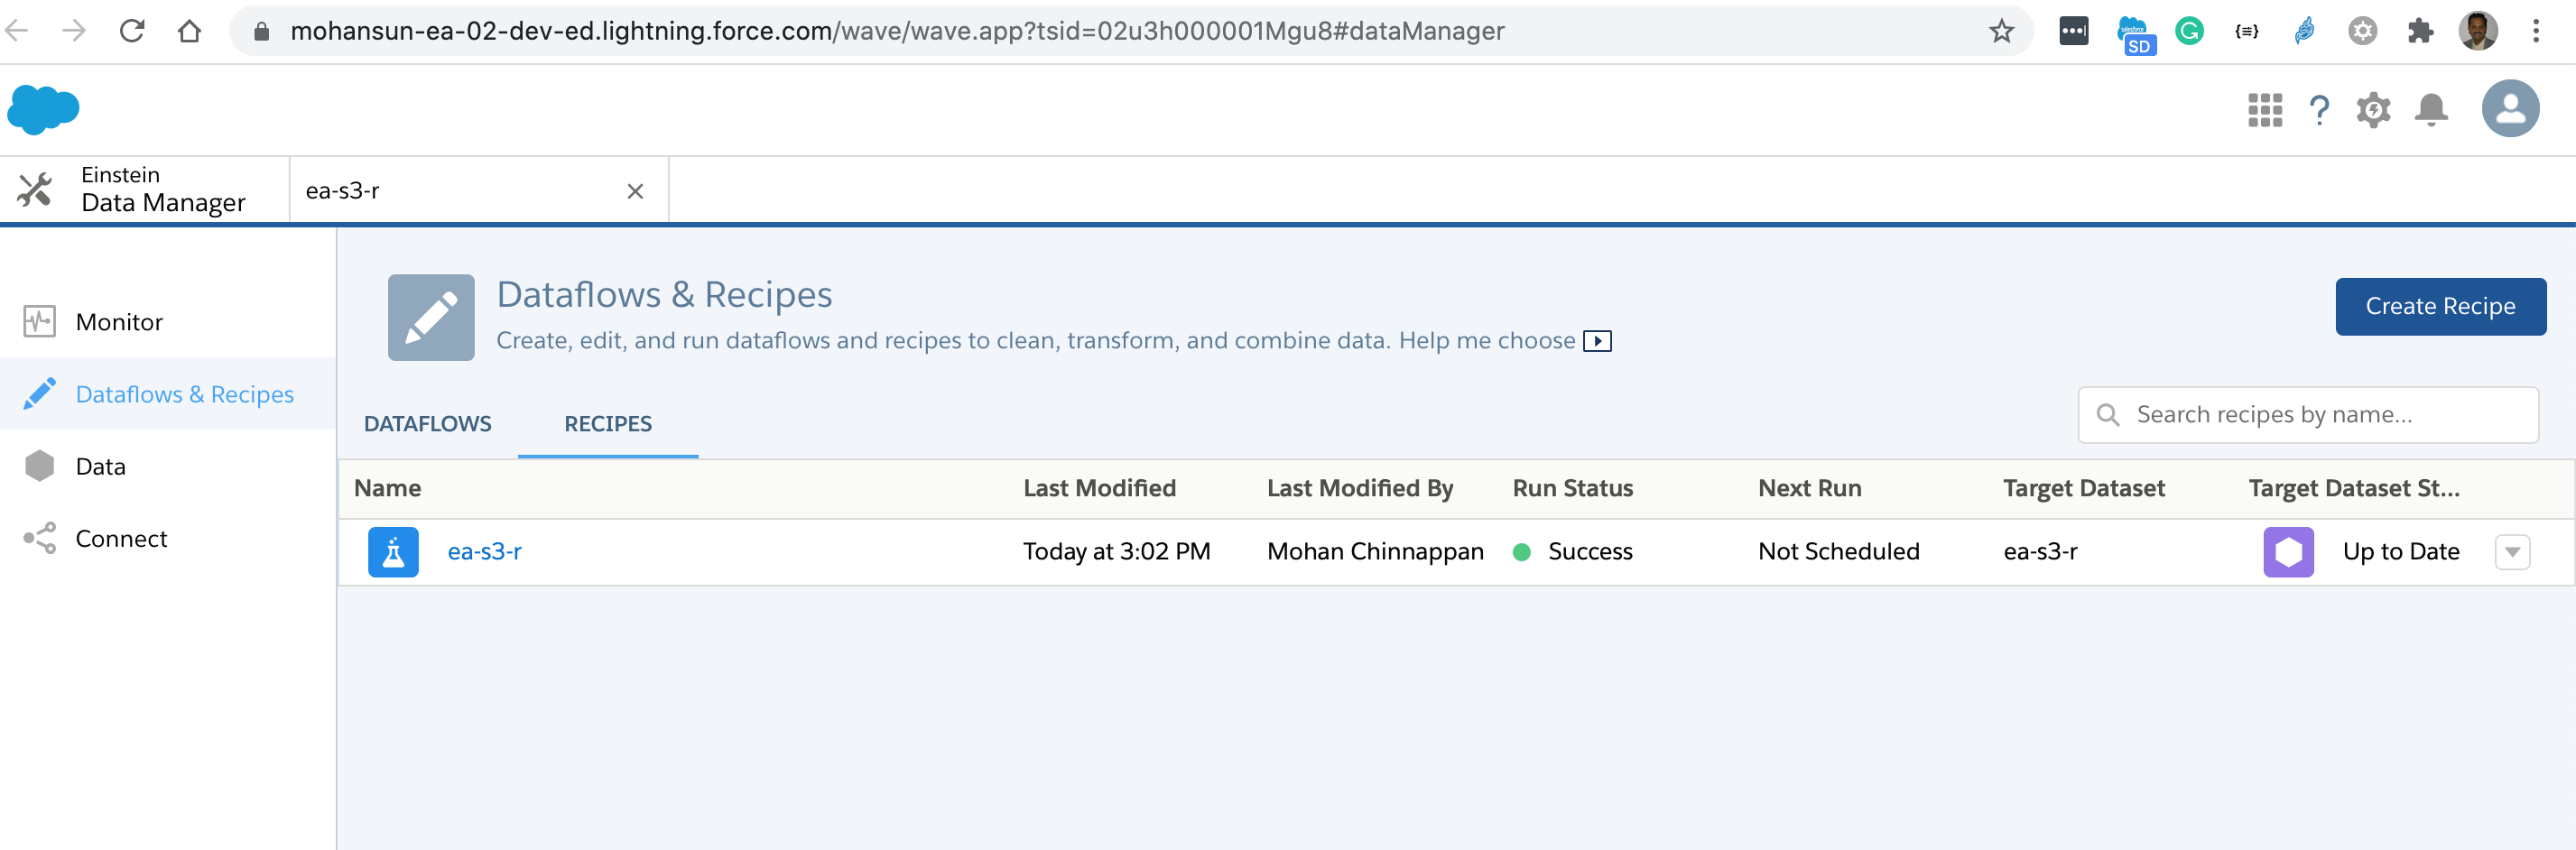 mohansun-ea-02-dev-ed.lightning.force.com/wave/wave.app?tsid=02u3h000001Mgu8#dataManager
SD
Einstein
Data Manager
ea-s3-r
Monitor
Dataflows & Recipes
Data
Connect
Dataflows & Recipes
Create, edit, and run dataflows and recipes to clean, transform, and combine data. Help me choose
Create Recipe
DATAFLOWS RECIPES
Search recipes by name...
Name Last Modified Last Modified By Run Status Next Run Target Dataset Target Dataset St...
ea-s3-r Today at 3:02 PM Mohan Chinnappan Success Not Scheduled ea-s3-r Up to Date